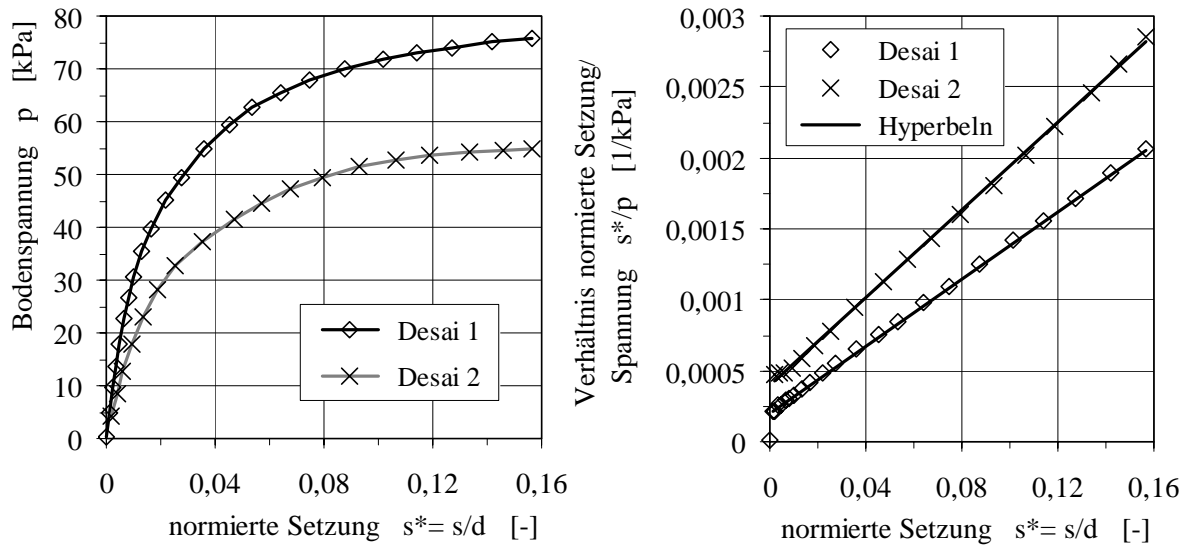 Bodenspannung p [kPa]
80
70
60
50
40
30
20
10
0
0 0,04 0,08 0,12 0,16
normierte Setzung s*= s/d [-]
Desai 1
Desai 2
Verhältnis normierte Setzung/
Spannung s*/p [1/kPa]
0,003
0,0025
0,002
0,0015
0,001
0,0005
0
0 0,04 0,08 0,12 0,16
normierte Setzung s*= s/d [-]
Desai 1
Desai 2
Hyperbeln